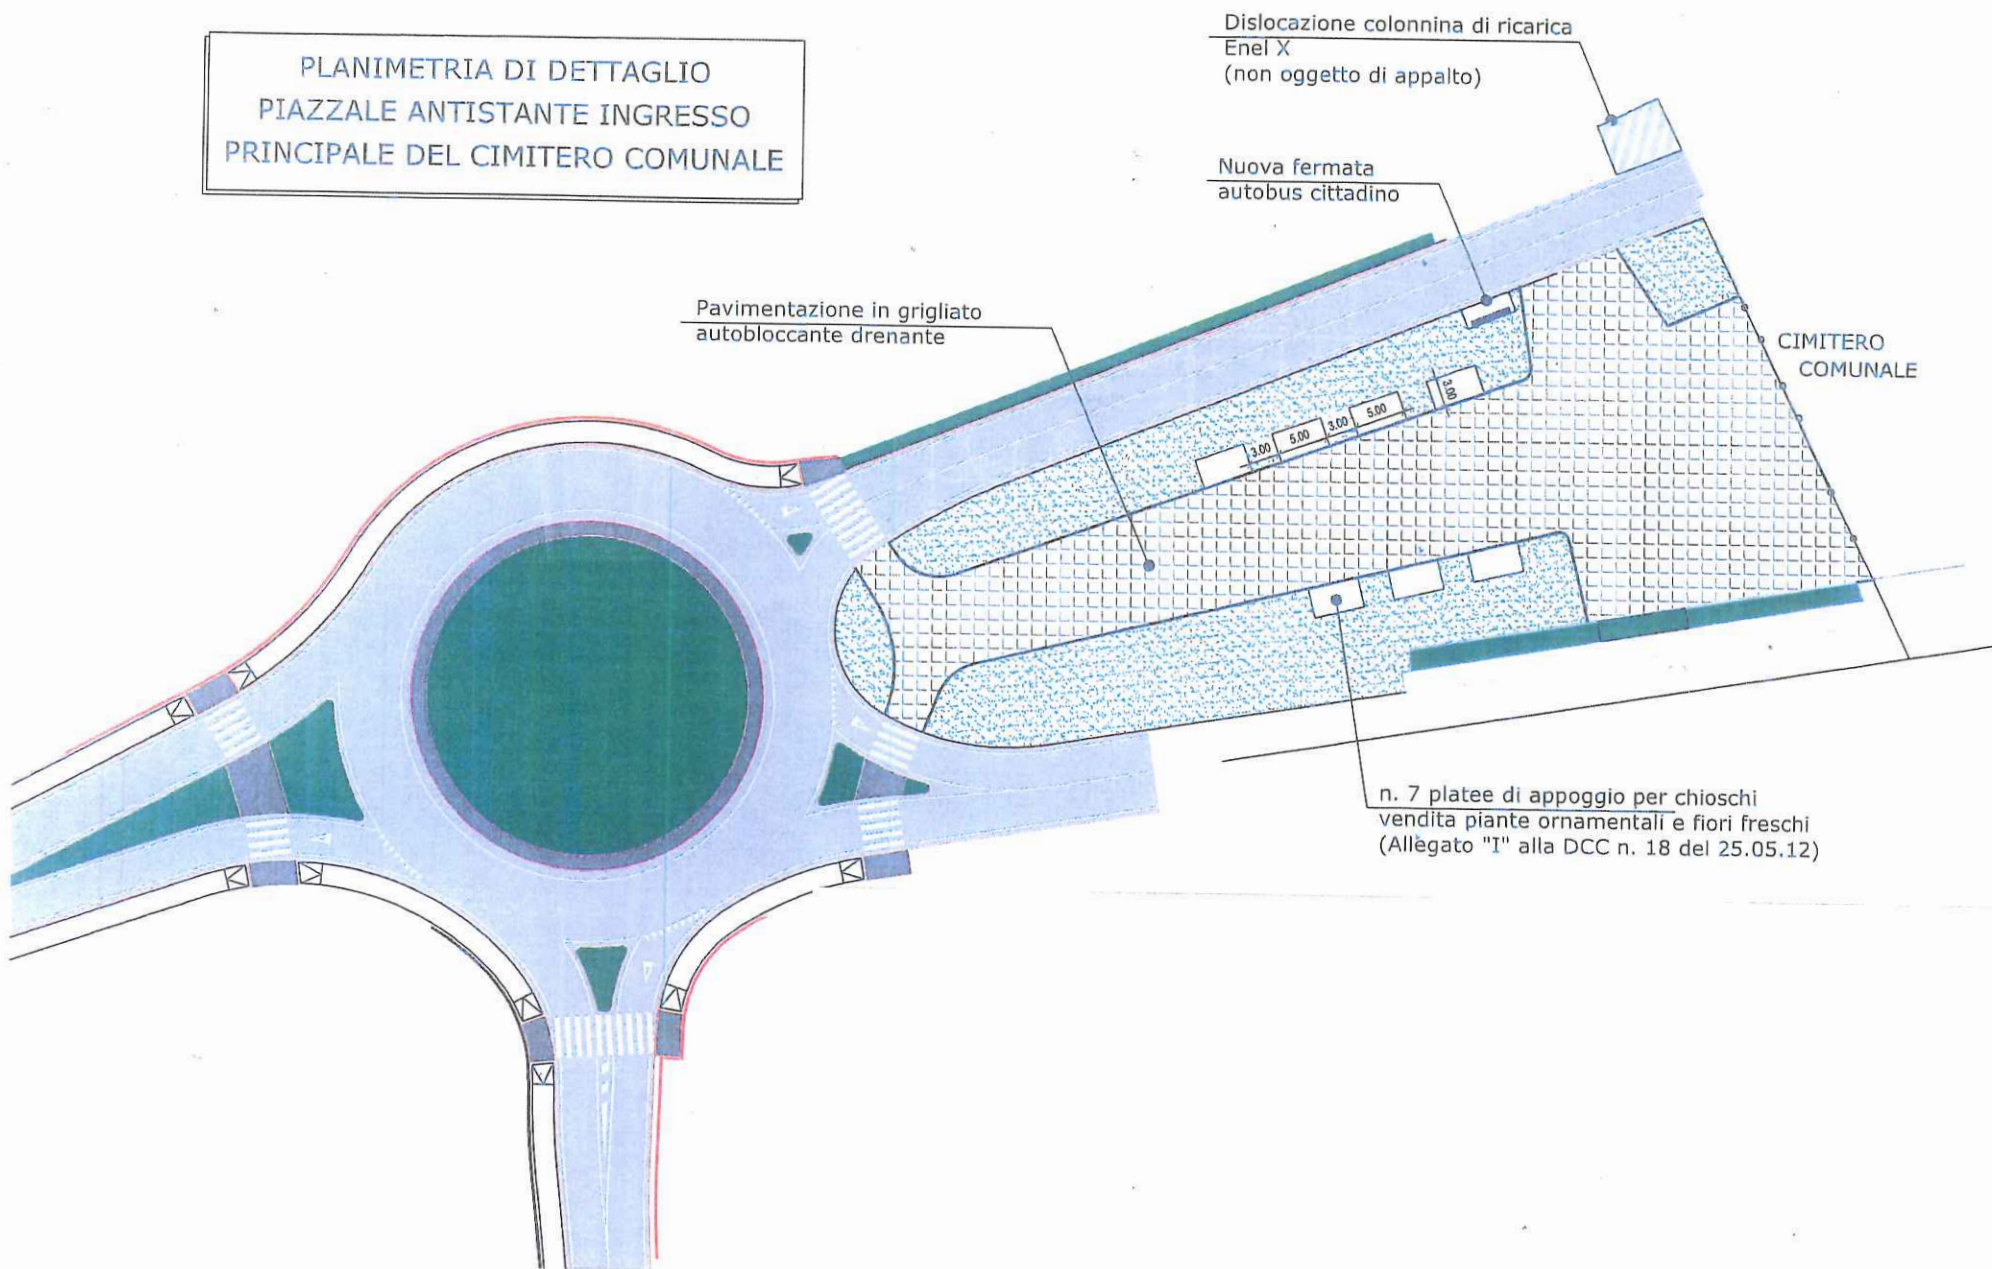 PLANIMETRIA DI DETTAGLIO
PIAZZALE ANTISTANTE INGRESSO
PRINCIPALE DEL CIMITERO COMUNALE
Dislocazione colonnina di ricarica
Enel X
(non oggetto di appalto)
Nuova fermata
autobus cittadino
Pavimentazione in grigliato
autobloccante drenante
CIMITERO
COMUNALE
3.00
5.00
3.00
5.00
3.00
n. 7 platee di appoggio per chioschi
vendita piante ornamentali e fiori freschi
(Allegato "I" alla DCC n. 18 del 25.05.12)